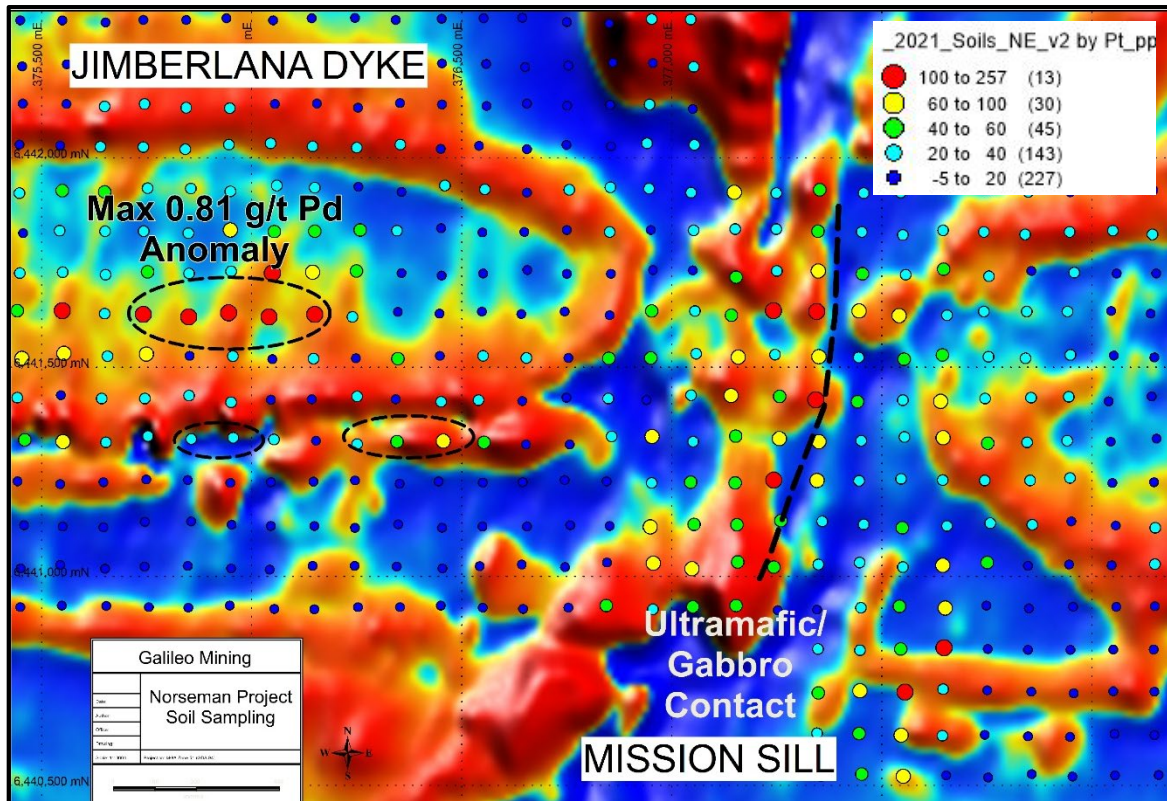 JIMBERLANA DYKE
375,500 mE
376,500 mE
377,000 mE
_2021_Soils_NE_v2 by Pt_pp
100 to 257 (13)
60 to 100 (30)
40 to 60 (45)
20 to 40 (143)
-5 to 20 (227)
6,442,000 mN
Max 0.81 g/t Pd
Anomaly
6,441,500 mN
6,441,000 mN
Ultramafic/
Gabbro
Contact
Galileo Mining
Norseman Project
Soil Sampling
N
W E
S
MISSION SILL
6,440,500 mN